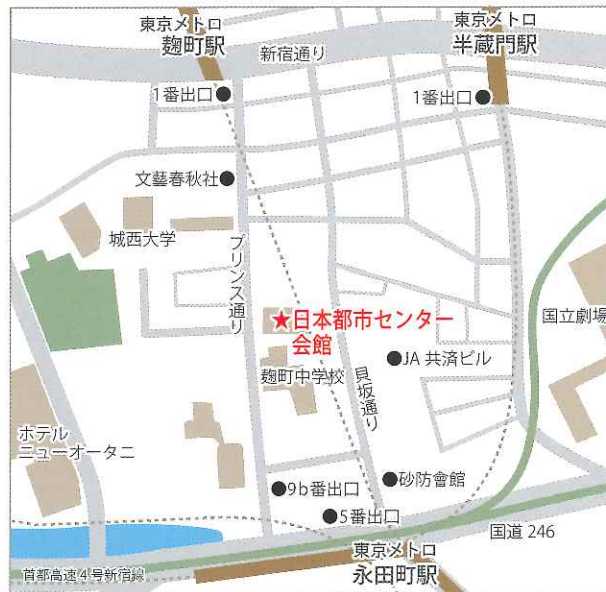 東京メトロ
麹町駅
東京メトロ
半蔵門駅
新宿通り
1番出口
1番出口
文藝春秋社
城西大学
プリンス通り
★日本都市センター
会館
国立劇場
JA 共済ビル
麹町中学校
貝坂通り
ホテル
ニューオータニ
9b番出口
砂防會館
5番出口
国道 246
東京メトロ
永田町駅
首都高速4号新宿線